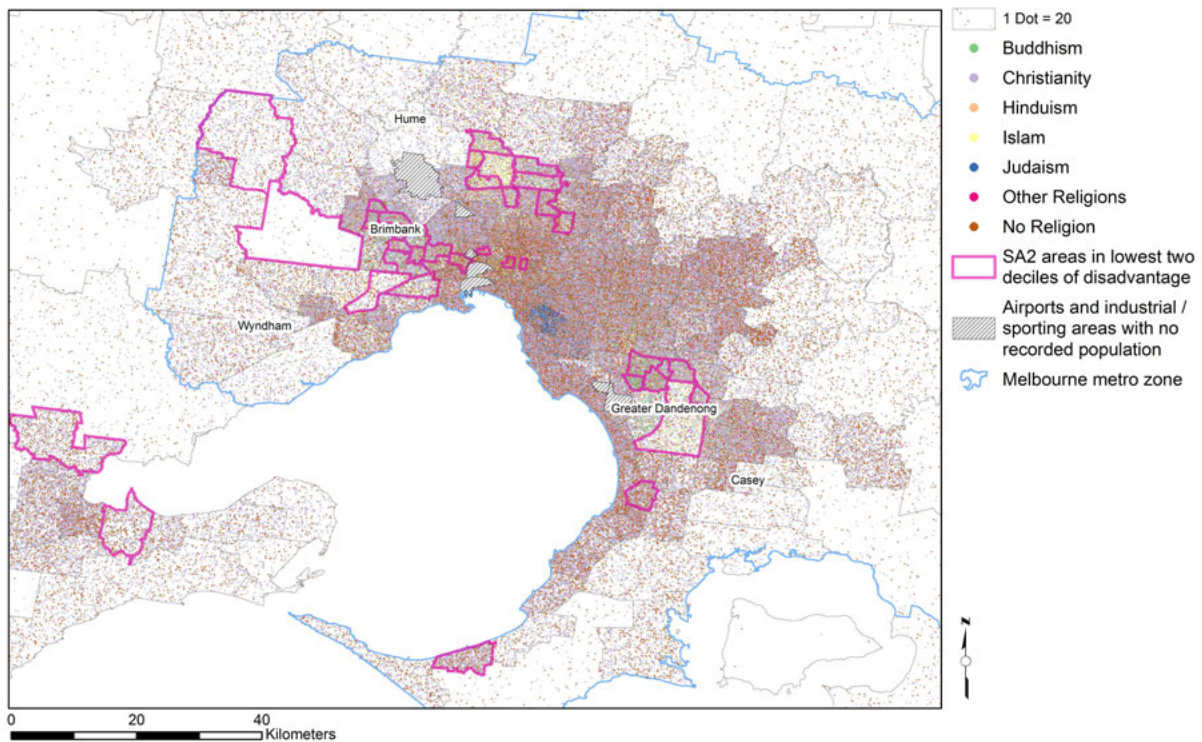 1 Dot = 20
Buddhism
Christianity
Hinduism
Islam
Judaism
Other Religions
No Religion
SA2 areas in lowest two
deciles of disadvantage
Airports and industrial /
sporting areas with no
recorded population
Melbourne metro zone
Hume
Brimbank
Wyndham
Greater Dandenong
Casey
N
0 20 40
Kilometers